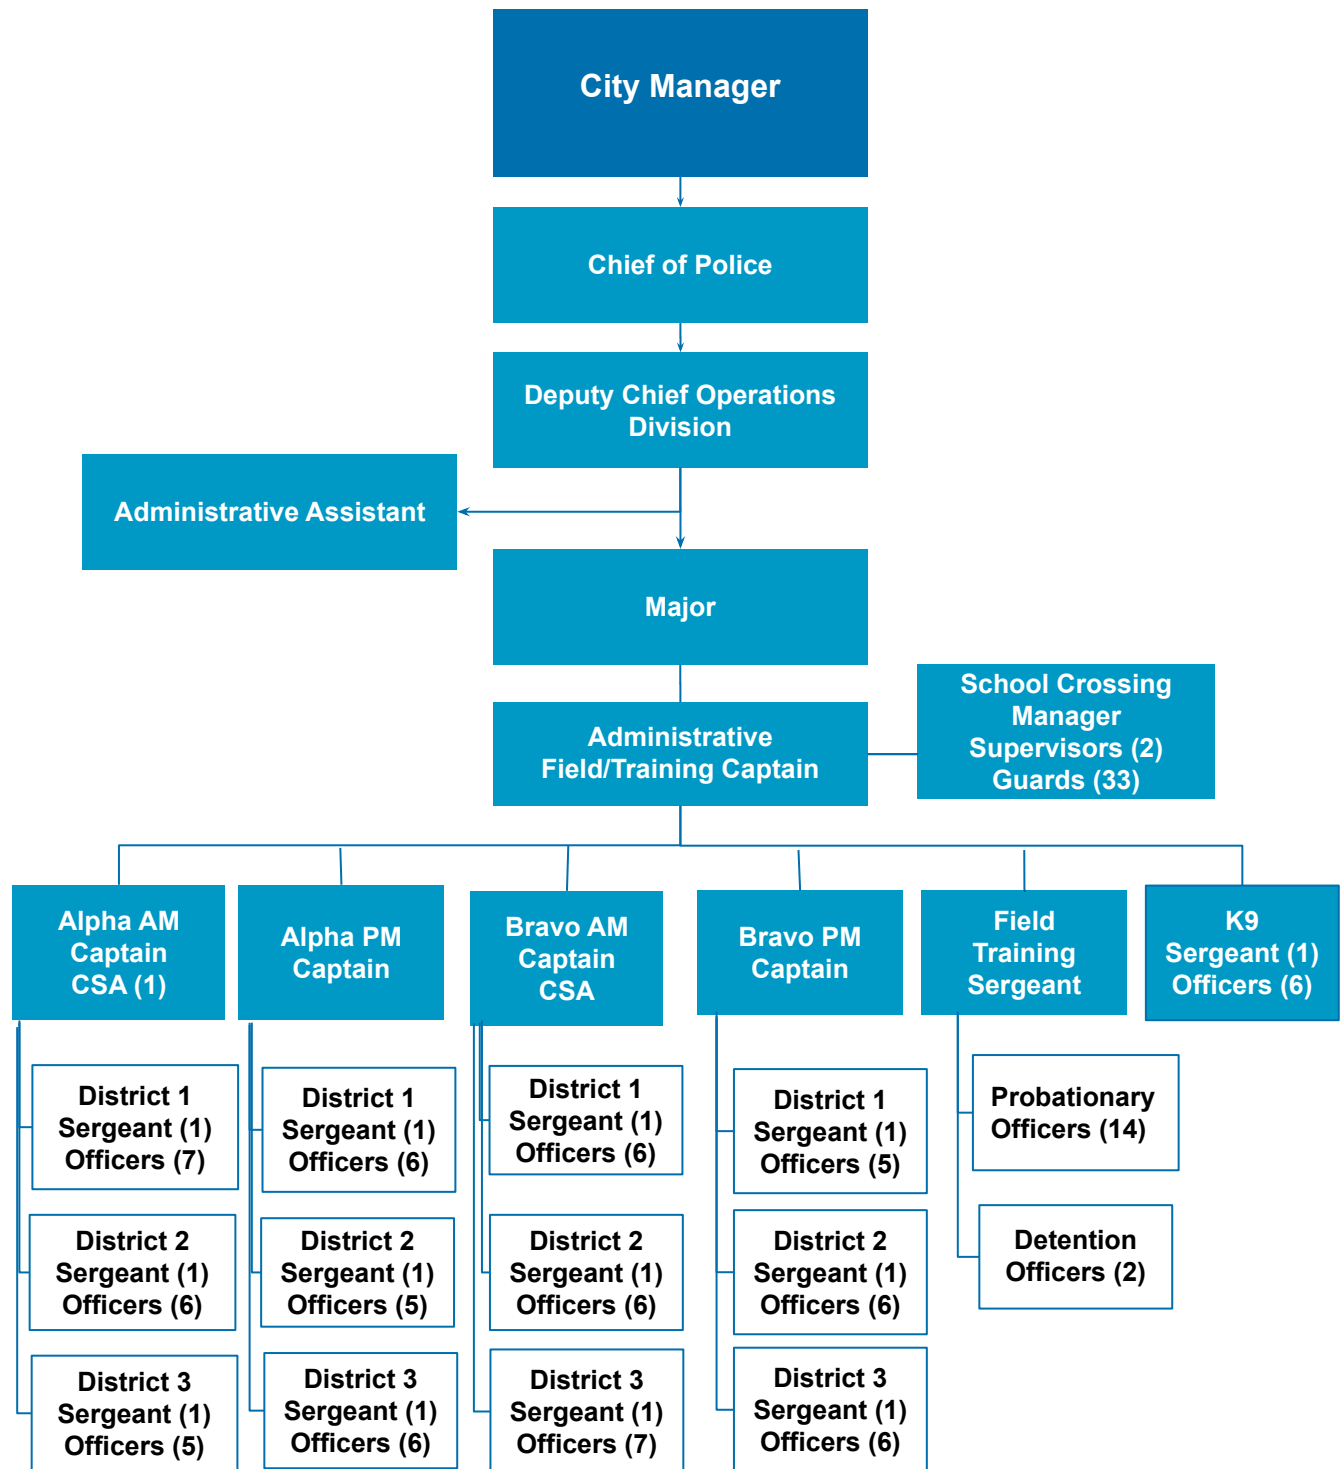 City Manager
Chief of Police
Deputy Chief Operations
Division
Administrative Assistant
Major
Administrative
Field/Training Captain
School Crossing
Manager
Supervisors (2)
Guards (33)
Alpha AM
Captain
CSA (1)
Alpha PM
Captain
Bravo AM
Captain
CSA
Bravo PM
Captain
Field
Training
Sergeant
K9
Sergeant (1)
Officers (6)
District 1
Sergeant (1)
Officers (7)
District 1
Sergeant (1)
Officers (6)
District 1
Sergeant (1)
Officers (6)
District 1
Sergeant (1)
Officers (5)
Probationary
Officers (14)
District 2
Sergeant (1)
Officers (6)
District 2
Sergeant (1)
Officers (5)
District 2
Sergeant (1)
Officers (6)
District 2
Sergeant (1)
Officers (6)
Detention
Officers (2)
District 3
Sergeant (1)
Officers (5)
District 3
Sergeant (1)
Officers (6)
District 3
Sergeant (1)
Officers (7)
District 3
Sergeant (1)
Officers (6)